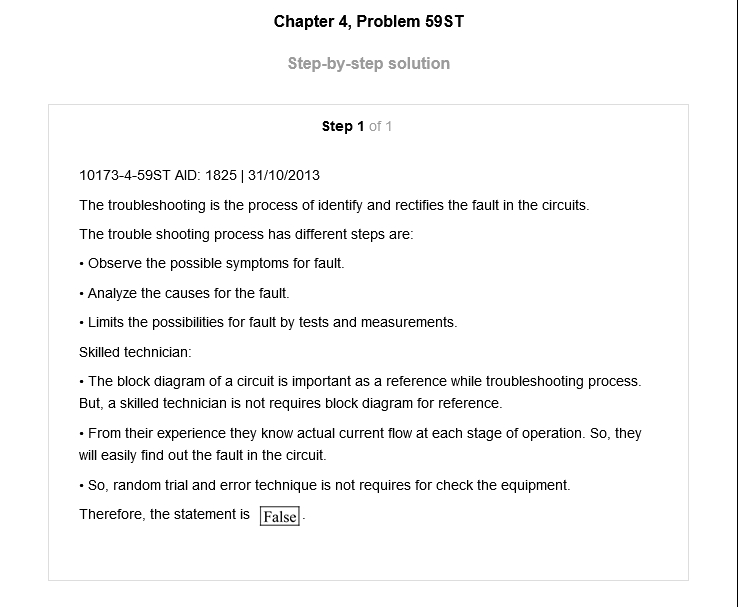 Chapter 4, Problem 59ST
Step-by-step solution
Step 1 of 1
10173-4-59ST AID: 1825 | 31/10/2013
The troubleshooting is the process of identify and rectifies the fault in the circuits.
The trouble shooting process has different steps are:
• Observe the possible symptoms for fault.
• Analyze the causes for the fault.
• Limits the possibilities for fault by tests and measurements.
Skilled technician:
• The block diagram of a circuit is important as a reference while troubleshooting process.
But, a skilled technician is not requires block diagram for reference.
• From their experience they know actual current flow at each stage of operation. So, they
will easily find out the fault in the circuit.
• So, random trial and error technique is not requires for check the equipment.
Therefore, the statement is False.